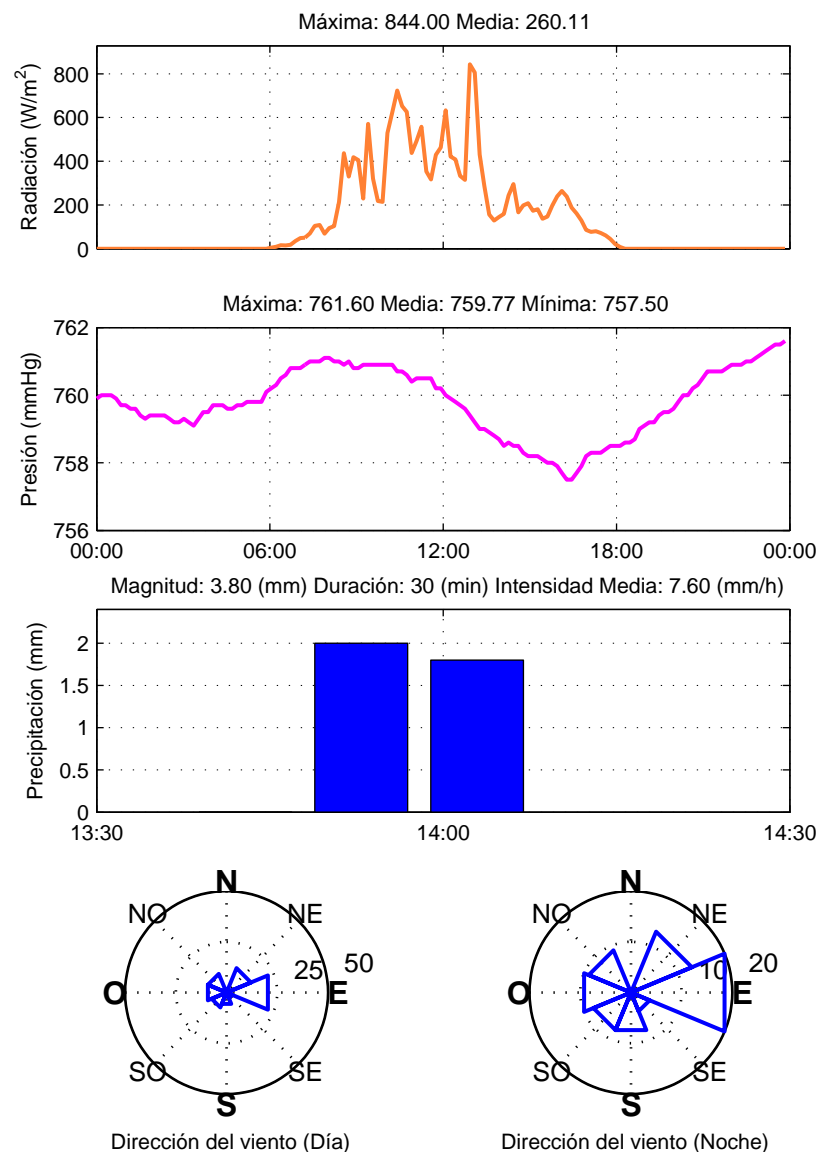 Máxima: 844.00 Media: 260.11
Radiación (W/m²)
800
600
400
200
0
Máxima: 761.60 Media: 759.77 Mínima: 757.50
Presión (mmHg)
762
760
758
756
00:00 06:00 12:00 18:00 00:00
Magnitud: 3.80 (mm) Duración: 30 (min) Intensidad Media: 7.60 (mm/h)
Precipitación (mm)
2
1.5
1
0.5
0
13:30 14:00 14:30
N
NO NE
25 50
O E
SO SE
S
Dirección del viento (Día)
N
NO NE
10 20
O E
SO SE
S
Dirección del viento (Noche)